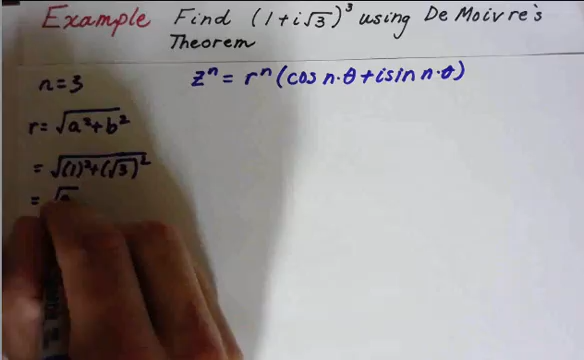 Example Find (1+i√3)³ using De Moivre's
Theorem
n=3
zⁿ = rⁿ(cos n·θ+isin n·θ)
r=√a²+b²
=√(1)²+(√3)²
=√